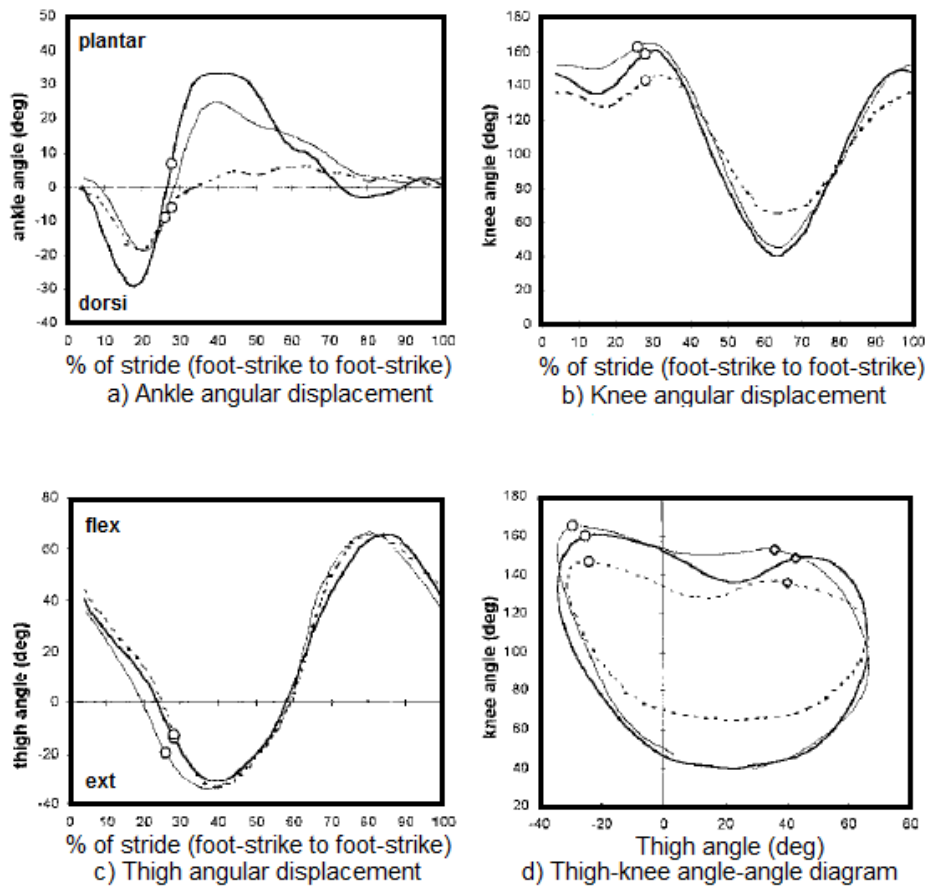 50
40
30
20
10
0
-10
-20
-30
-40
plantar
dorsi
ankle angle (deg)
0 10 20 30 40 50 60 70 80 90 100
% of stride (foot-strike to foot-strike)
a) Ankle angular displacement
180
160
140
120
100
80
60
40
20
0
knee angle (deg)
0 10 20 30 40 50 60 70 80 90 100
% of stride (foot-strike to foot-strike)
b) Knee angular displacement
80
60
40
20
0
-20
-40
flex
ext
thigh angle (deg)
0 10 20 30 40 50 60 70 80 90 100
% of stride (foot-strike to foot-strike)
c) Thigh angular displacement
180
160
140
120
100
80
60
40
20
knee angle (deg)
-40 -20 0 20 40 60 80
Thigh angle (deg)
d) Thigh-knee angle-angle diagram